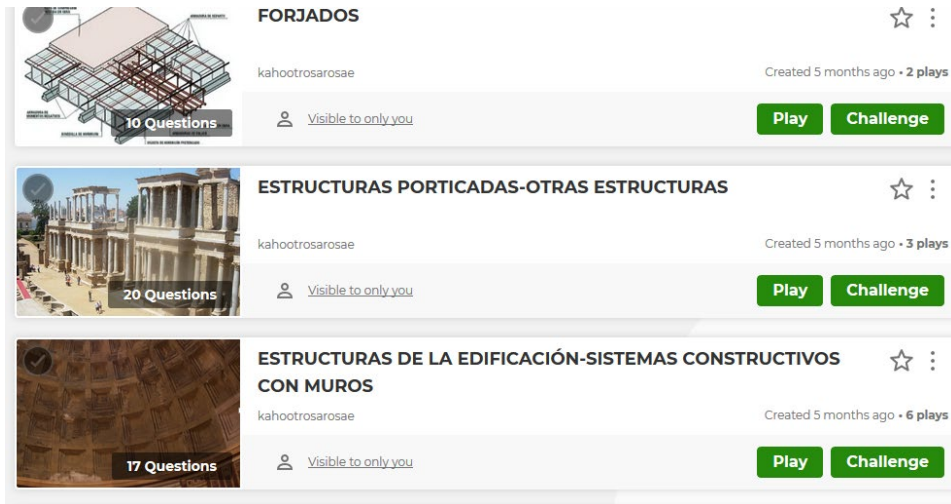 FORJADOS
kahootrosarosae
Created 5 months ago • 2 plays
10 Questions
Visible to only you
Play
Challenge
ESTRUCTURAS PORTICADAS-OTRAS ESTRUCTURAS
kahootrosarosae
Created 5 months ago • 3 plays
20 Questions
Visible to only you
Play
Challenge
ESTRUCTURAS DE LA EDIFICACIÓN-SISTEMAS CONSTRUCTIVOS
CON MUROS
kahootrosarosae
Created 5 months ago • 6 plays
17 Questions
Visible to only you
Play
Challenge